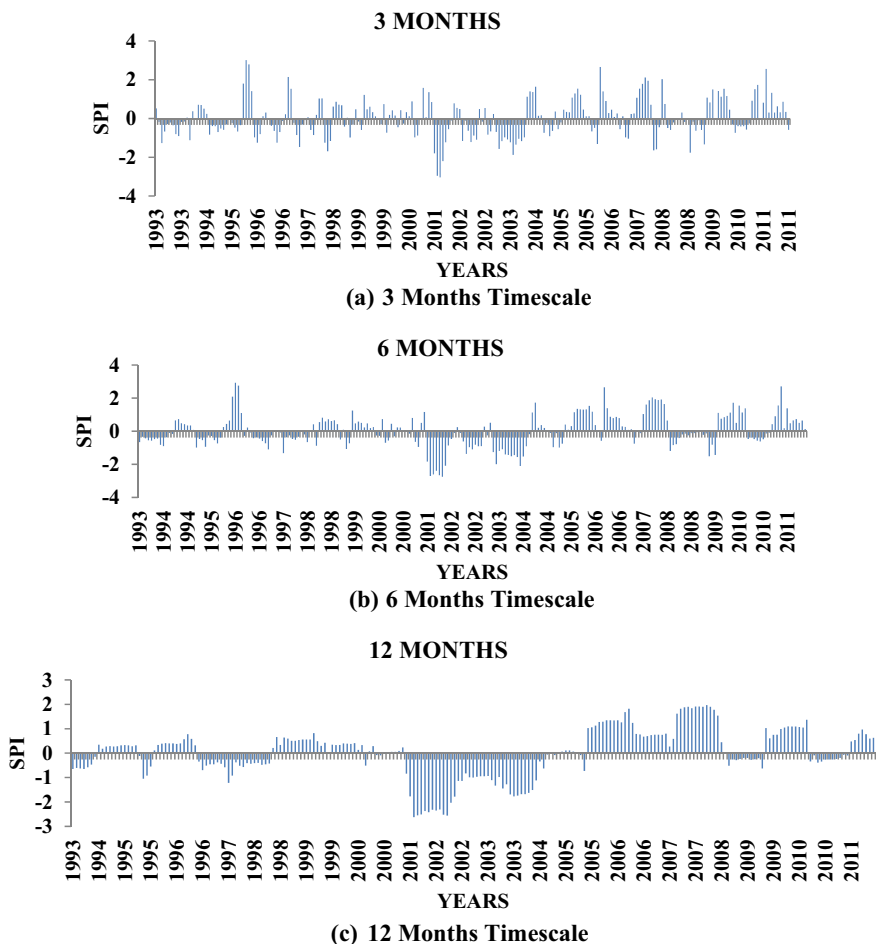 3 MONTHS
4
2
0
-2
-4
SPI
1993 1993 1994 1995 1996 1996 1997 1998 1999 1999 2000 2001 2002 2002 2003 2004 2005 2005 2006 2007 2008 2008 2009 2010 2011 2011
YEARS
(a) 3 Months Timescale
6 MONTHS
4
2
0
-2
-4
SPI
1993 1994 1994 1995 1996 1996 1997 1998 1998 1999 2000 2000 2001 2002 2002 2003 2004 2004 2005 2006 2006 2007 2008 2008 2009 2010 2010 2011
YEARS
(b) 6 Months Timescale
12 MONTHS
3
2
1
0
-1
-2
-3
SPI
1993 1994 1995 1995 1996 1996 1997 1998 1998 1999 1999 2000 2000 2001 2002 2002 2003 2003 2004 2005 2005 2006 2006 2007 2007 2008 2009 2009 2010 2010 2011
YEARS
(c) 12 Months Timescale